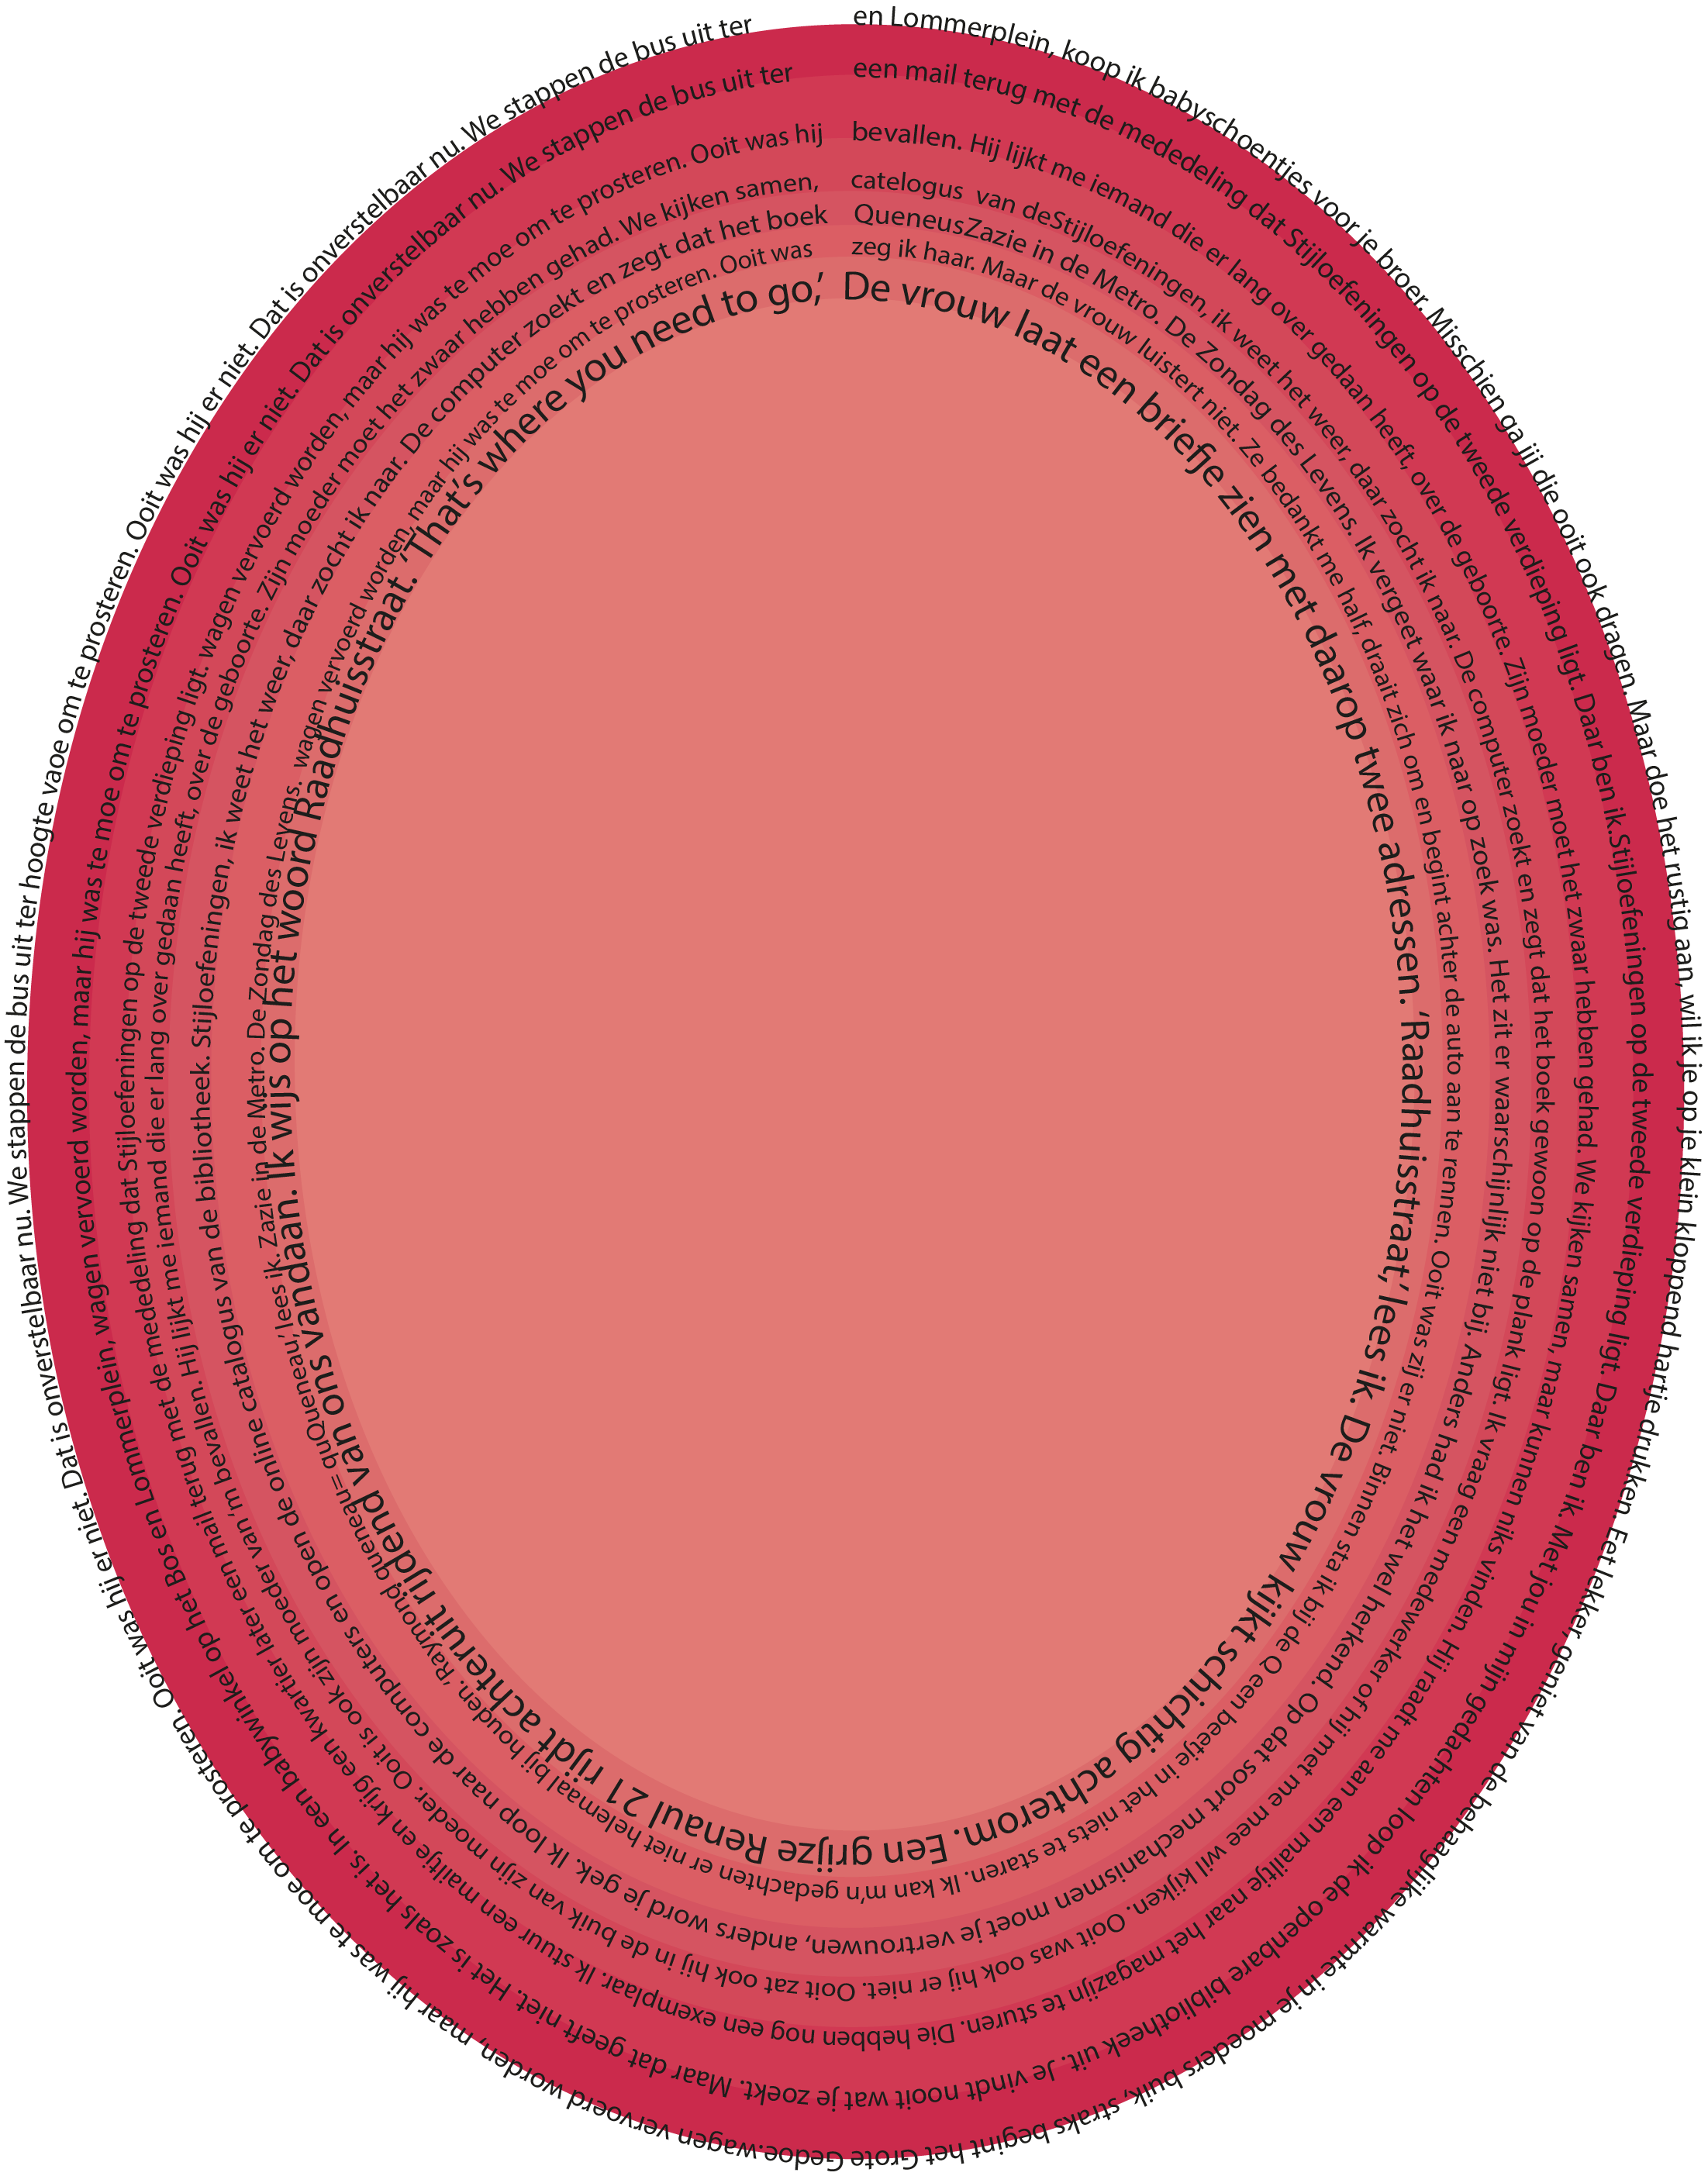 De vrouw laat een briefje zien met daarop twee adressen. ‘Raadhuisstraat,’ lees ik. De vrouw kijkt schichtig achterom. Een grijze Renaul 21 rijdt achteruit rijdend van ons vandaan. Ik wijs op het woord Raadhuisstraat. ‘That’s where you need to go,’
zeg ik haar. Maar de vrouw luistert niet. Ze bedankt me half, draait zich om en begint achter de auto aan te rennen. Ooit was zij er niet. Binnen sta ik bij de Q een beetje in het niets te staren. Ik kan m’n gedachten er niet helemaal bij houden. ‘Raymond queneau= quQueneau,’ lees ik. Zazie in de Metro. De Zondag des Levens. wagen vervoerd worden, maar hij was te moe om te prosteren. Ooit was
QueneusZazie in de Metro. De Zondag des Levens. Ik vergeet waar ik naar op zoek was. Het zit er waarschijnlijk niet bij. Anders had ik het wel herkend. Op dat soort mechanismen moet je vertrouwen, anders word je gek. Ik loop naar de computers en open de online catalogus van de bibliotheek. Stijloefeningen, ik weet het weer, daar zocht ik naar. De computer zoekt en zegt dat het boek
catelogus van deStijloefeningen, ik weet het weer, daar zocht ik naar. De computer zoekt en zegt dat het boek gewoon op de plank ligt. Ik vraag een medewerker of hij met me mee wil kijken. Ooit was ook hij er niet. Ooit zat ook hij in de buik van zijn moeder. Ooit is ook zijn moeder van ’m bevallen. Hij lijkt me iemand die er lang over gedaan heeft, over de geboorte. Zijn moeder moet het zwaar hebben gehad. We kijken samen,
bevallen. Hij lijkt me iemand die er lang over gedaan heeft, over de geboorte. Zijn moeder moet het zwaar hebben gehad. We kijken samen, maar kunnen niks vinden. Hij raadt me aan een mailtje naar het magazijn te sturen. Die hebben nog een exemplaar. Ik stuur een mailtje en krijg een kwartier later een mail terug met de mededeling dat Stijloefeningen op de tweede verdieping ligt. wagen vervoerd worden, maar hij was te moe om te prosteren. Ooit was hij
een mail terug met de mededeling dat Stijloefeningen op de tweede verdieping ligt. Daar ben ik.Stijloefeningen op de tweede verdieping ligt. Daar ben ik. Met jou in mijn gedachten loop ik de openbare bibliotheek uit. Je vindt nooit wat je zoekt. Maar dat geeft niet. Het is zoals het is. In een babywinkel op het Bos en Lommerplein, wagen vervoerd worden, maar hij was te moe om te prosteren. Ooit was hij er niet. Dat is onverstelbaar nu. We stappen de bus uit ter
en Lommerplein, koop ik babyschoentjes voor je broer. Misschien ga jij die ooit ook dragen. Maar doe het rustig aan, wil ik je op je klein kloppend hartje drukken. Eet lekker, geniet van de behaaglijke warmte in je moeders buik, straks begint het Grote Gedoe.wagen vervoerd worden, maar hij was te moe om te prosteren. Ooit was hij er niet. Dat is onverstelbaar nu. We stappen de bus uit ter hoogte vaoe om te prosteren. Ooit was hij er niet. Dat is onverstelbaar nu. We stappen de bus uit ter